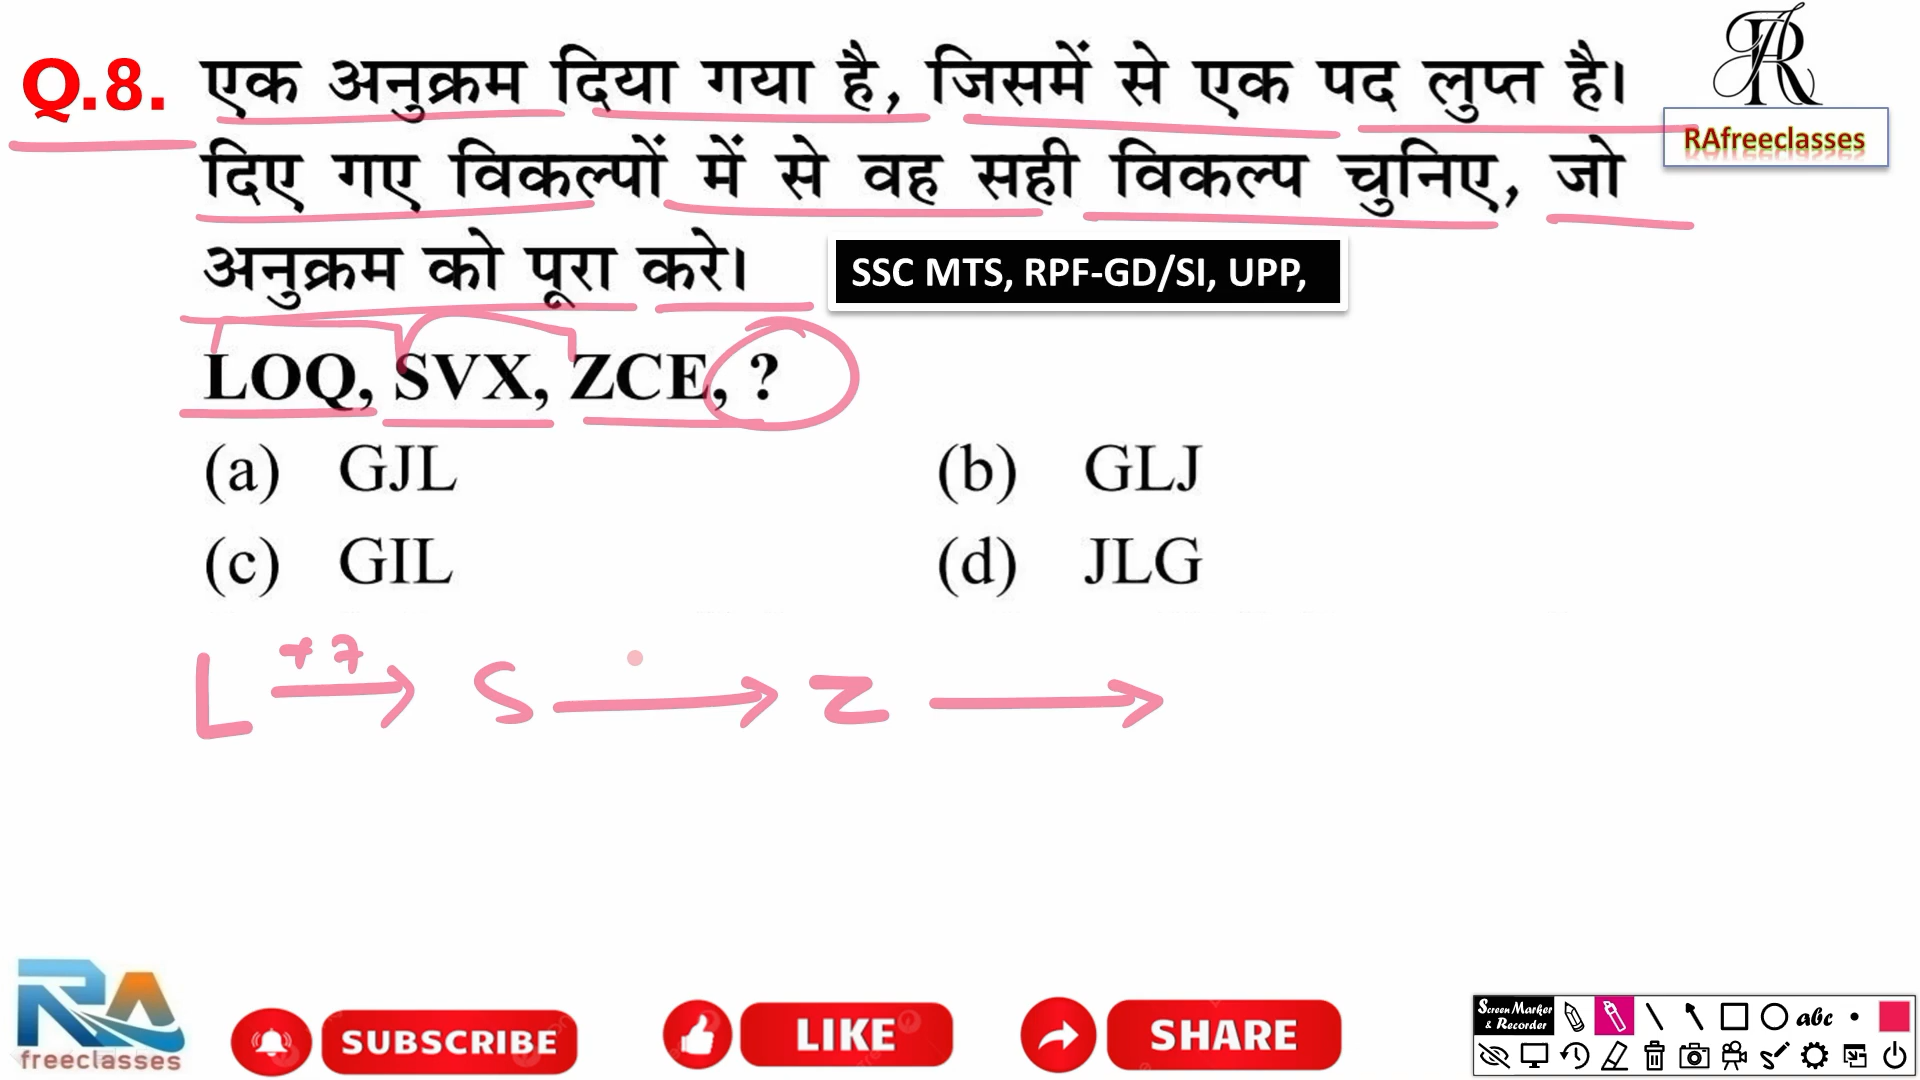 Q.8. एक अनुक्रम दिया गया है, जिसमें से एक पद लुप्त है।
RAfreeclasses
दिए गए विकल्पों में से वह सही विकल्प चुनिए, जो
अनुक्रम को पूरा करे।
SSC MTS, RPF-GD/SI, UPP,
LOQ, SVX, ZCE, ?
(a) GJL (b) GLJ
(c) GIL (d) JLG
+7
L S Z
RA
freeclasses
SUBSCRIBE
LIKE
SHARE
Screen Marker
& Recorder
abc